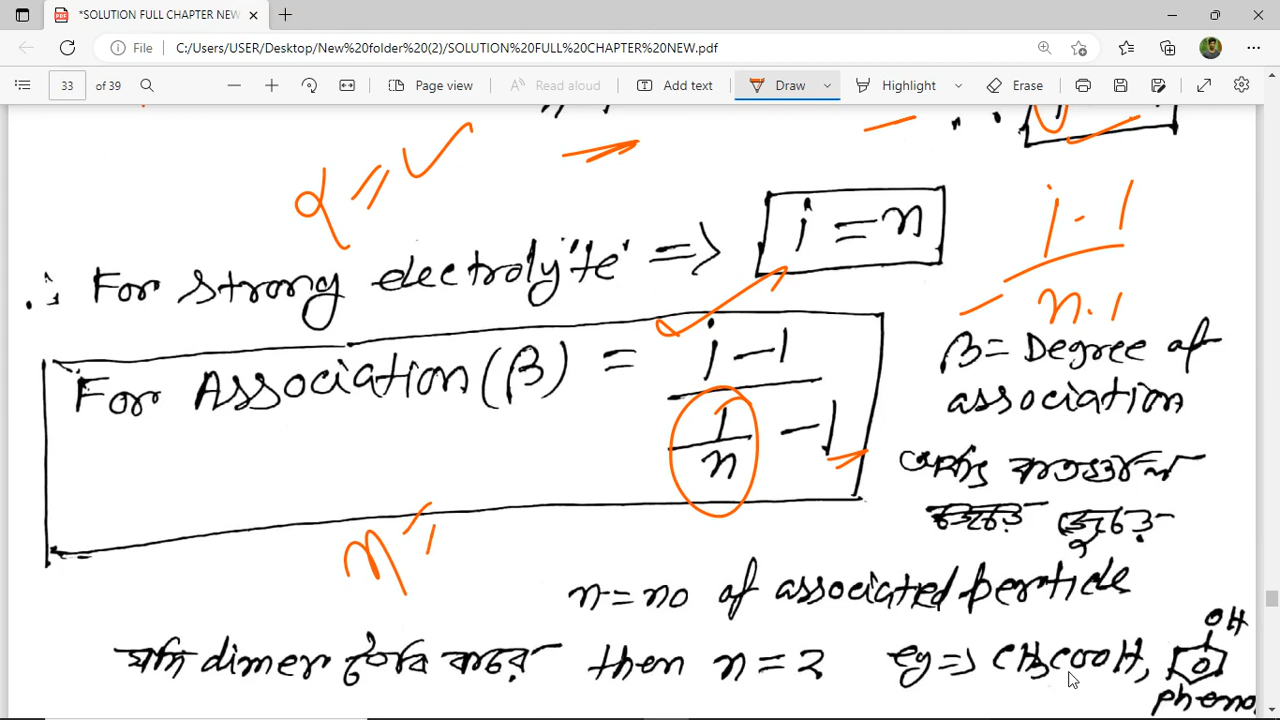 *SOLUTION FULL CHAPTER NEW
File C:/Users/USER/Desktop/New%20folder%20(2)/SOLUTION%20FULL%20CHAPTER%20NEW.pdf
33 of 39 Page view Read aloud Add text Draw Highlight Erase
α =
∴ For strong electrolyte => i = n
i - 1
n - 1
For Association (β) = i - 1
1/n - 1
β = Degree of
association
n = no of associated perticle
যদি dimer তৈরি করে then n = 2 eg => CH3COOH,
OH
pheno